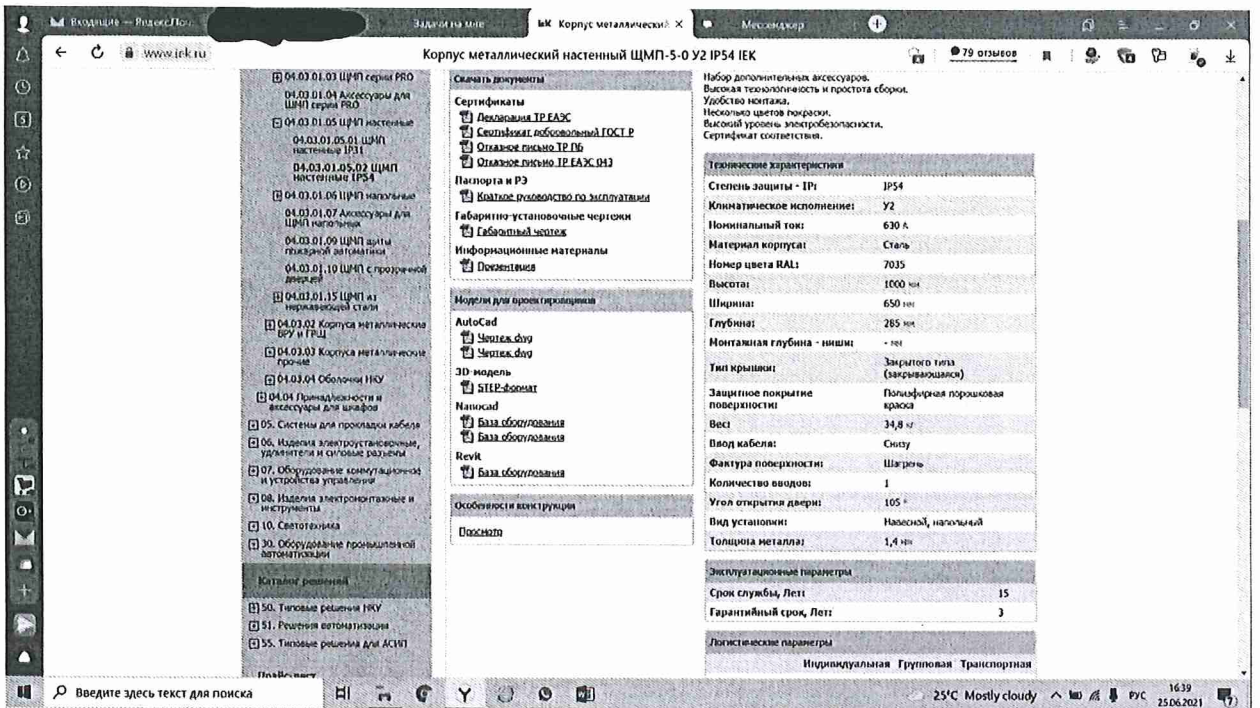 Входящие — Яндекс.Поч
Задачи на мне
IEK Корпус металлический
Мессенджер
www.iek.ru
Корпус металлический настенный ЩМП-5-0 У2 IP54 IEK
79 отзывов
04.03.01.03 ЩМП серии PRO
04.03.01.04 Аксессуары для
ЩМП серии PRO
04.03.01.05 ЩМП настенные
04.03.01.05.01 ЩМП
настенные IP31
04.03.01.05.02 ЩМП
настенные IP54
04.03.01.06 ЩМП напольные
04.03.01.07 Аксессуары для
ЩМП напольных
04.03.01.09 ЩМП щиты
пожарной автоматики
04.03.01.10 ЩМП с прозрачной
дверцей
04.03.01.15 ЩМП из
нержавеющей стали
04.03.02 Корпуса металлические
ВРУ и ГРЩ
04.03.03 Корпуса металлические
прочие
04.03.04 Оболочки НКУ
04.04 Принадлежности и
аксессуары для шкафов
05. Системы для прокладки кабеля
06. Изделия электроустановочные,
удлинители и силовые разъемы
07. Оборудование коммутационное
и устройства управления
08. Изделия электромонтажные и
инструменты
10. Светотехника
30. Оборудование промышленной
автоматизации
Каталог решений
50. Типовые решения НКУ
51. Решения автоматизации
55. Типовые решения для АСИП
Прайс-лист
Скачать документы
Сертификаты
Декларация ТР ЕАЭС
Сертификат добровольный ГОСТ Р
Отказное письмо ТР ПБ
Отказное письмо ТР ЕАЭС 043
Паспорта и РЭ
Краткое руководство по эксплуатации
Габаритно-установочные чертежи
Габаритный чертеж
Информационные материалы
Презентация
Модели для проектировщиков
AutoCad
Чертеж dwg
Чертеж dwg
3D-модель
STEP-формат
Nanocad
База оборудования
База оборудования
Revit
База оборудования
Особенности конструкции
Просмотр
Набор дополнительных аксессуаров.
Высокая технологичность и простота сборки.
Удобство монтажа.
Несколько цветов покраски.
Высокий уровень электробезопасности.
Сертификат соответствия.
Технические характеристики
Степень защиты - IP: IP54
Климатическое исполнение: У2
Номинальный ток: 630 А
Материал корпуса: Сталь
Номер цвета RAL: 7035
Высота: 1000 мм
Ширина: 650 мм
Глубина: 285 мм
Монтажная глубина - ниши: - мм
Тип крышки: Закрытого типа
(закрывающаяся)
Защитное покрытие
поверхности: Полиэфирная порошковая
краска
Вес: 34,8 кг
Ввод кабеля: Снизу
Фактура поверхности: Шагрень
Количество вводов: 1
Угол открытия двери: 105 °
Вид установки: Навесной, напольный
Толщина металла: 1,4 мм
Эксплуатационные параметры
Срок службы, Лет: 15
Гарантийный срок, Лет: 3
Логистические параметры
Индивидуальная Групповая Транспортная
Введите здесь текст для поиска
25°C Mostly cloudy
РУС
16:39
25.06.2021